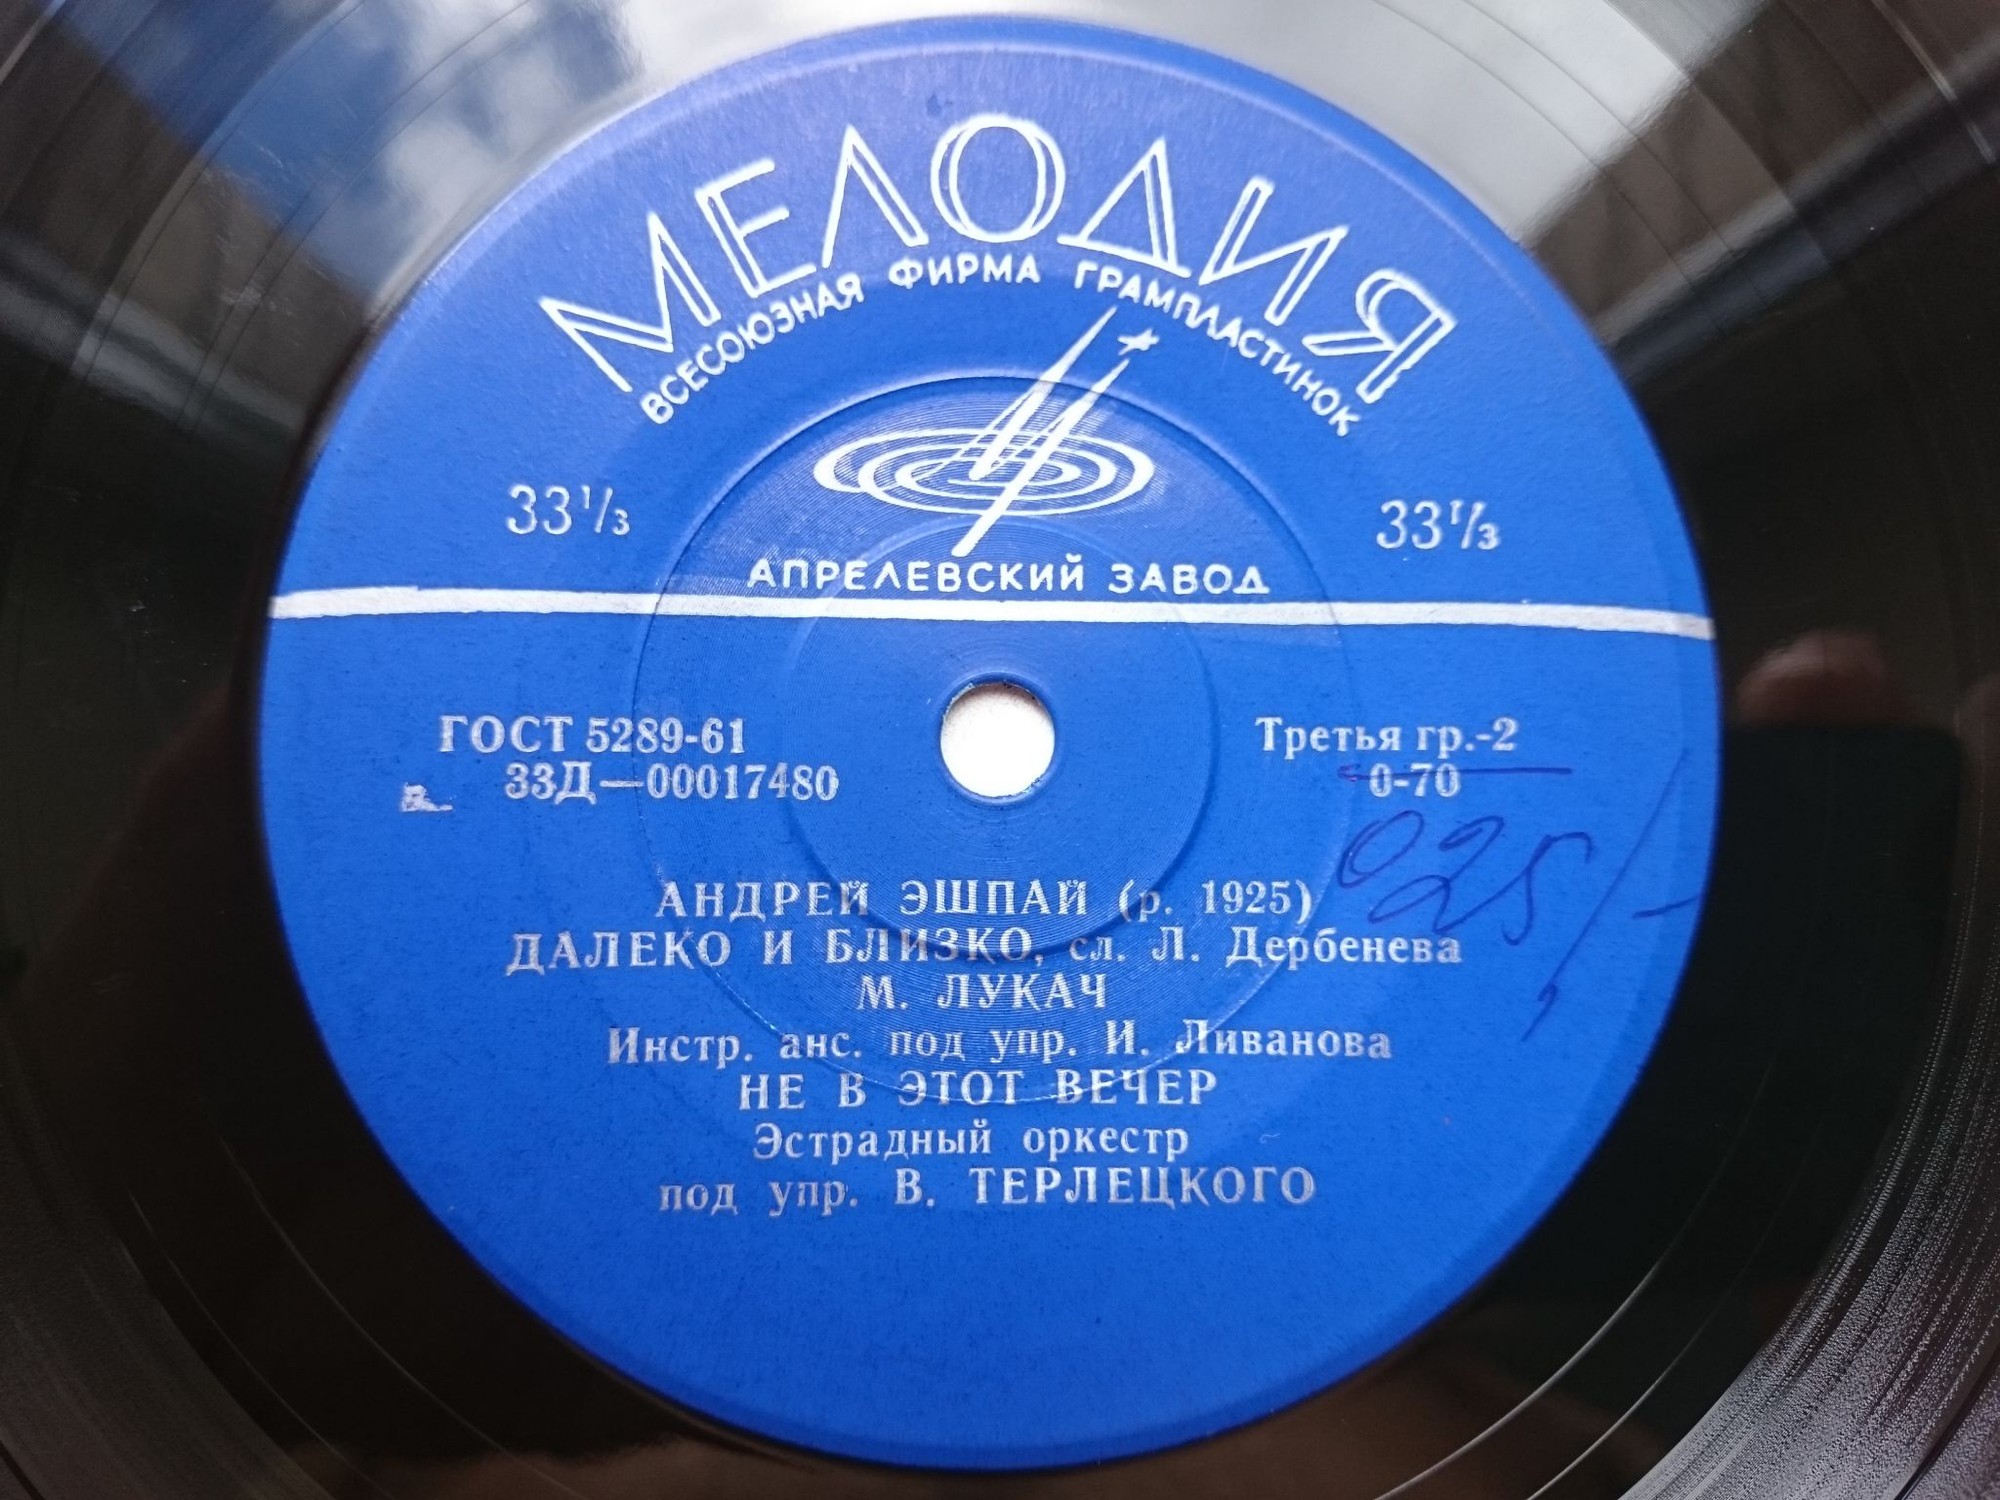 МЕЛОДИЯ
ВСЕСОЮЗНАЯ ФИРМА ГРАМПЛАСТИНОК
33⅓ 33⅓
АПРЕЛЕВСКИЙ ЗАВОД
ГОСТ 5289-61 Третья гр.-2
33Д—00017480 0-70
025/-
АНДРЕЙ ЭШПАЙ (р. 1925)
ДАЛЕКО И БЛИЗКО, сл. Л. Дербенева
М. ЛУКАЧ
Инстр. анс. под упр. И. Ливанова
НЕ В ЭТОТ ВЕЧЕР
Эстрадный оркестр
под упр. В. ТЕРЛЕЦКОГО